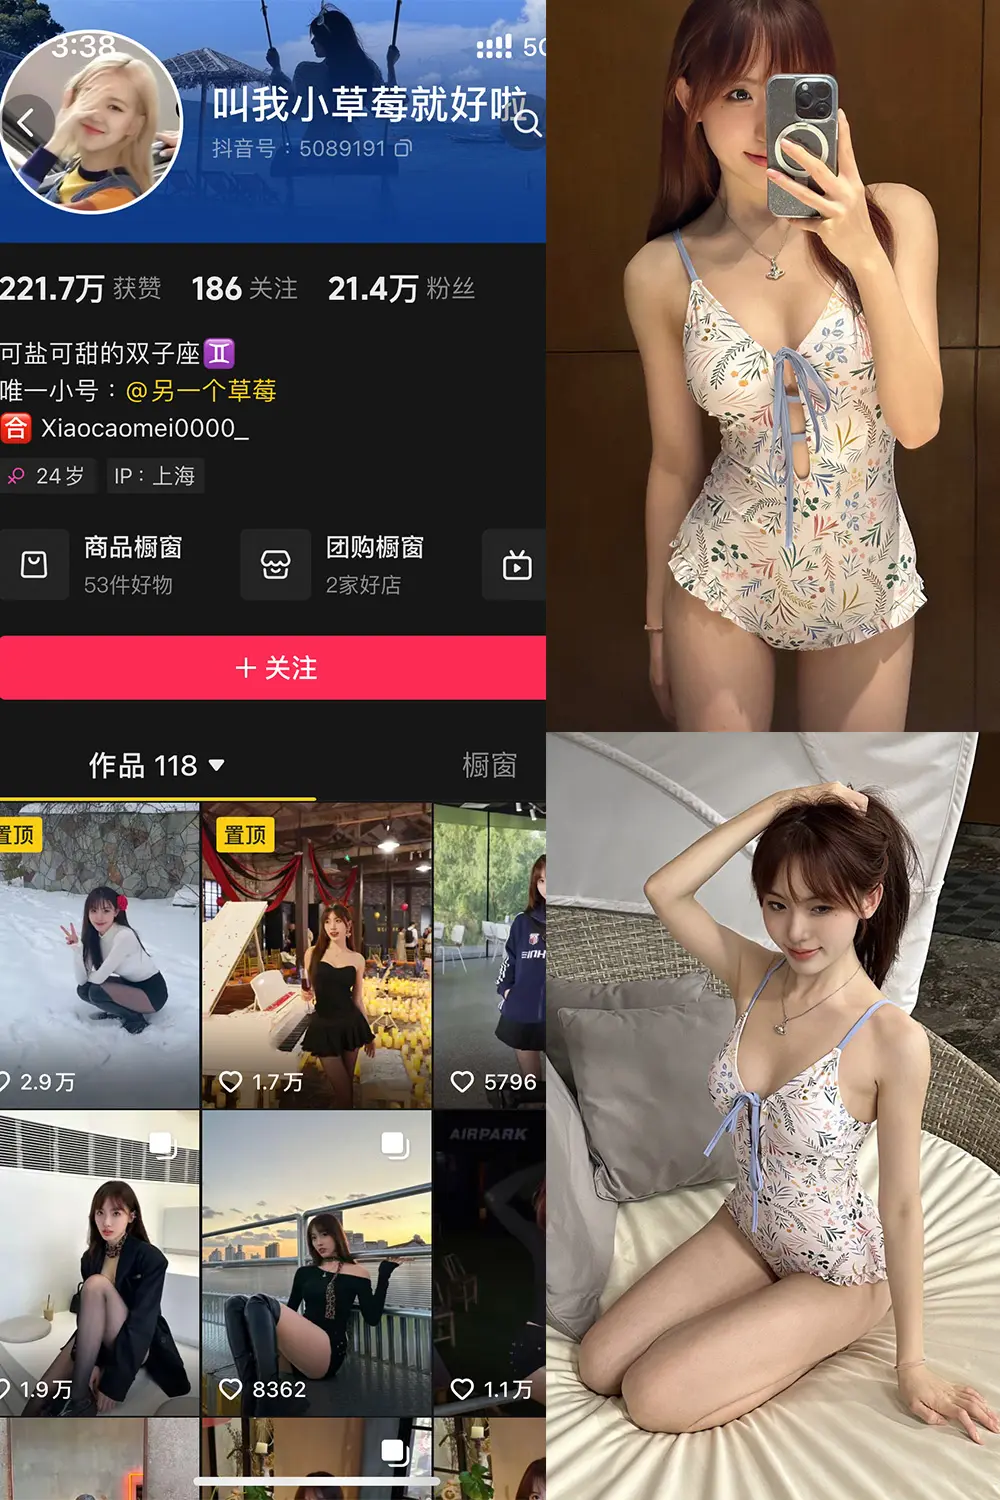 3:38
5G
叫我小草莓就好啦
抖音号：5089191
221.7万 获赞 186 关注 21.4万 粉丝
可盐可甜的双子座♊
唯一小号：@另一个草莓
合 Xiaocaomei0000_
24岁 IP：上海
商品橱窗
53件好物
团购橱窗
2家好店
+ 关注
作品 118
橱窗
置顶
置顶
2.9万
1.7万
5796
AIRPARK
1.9万
8362
1.1万